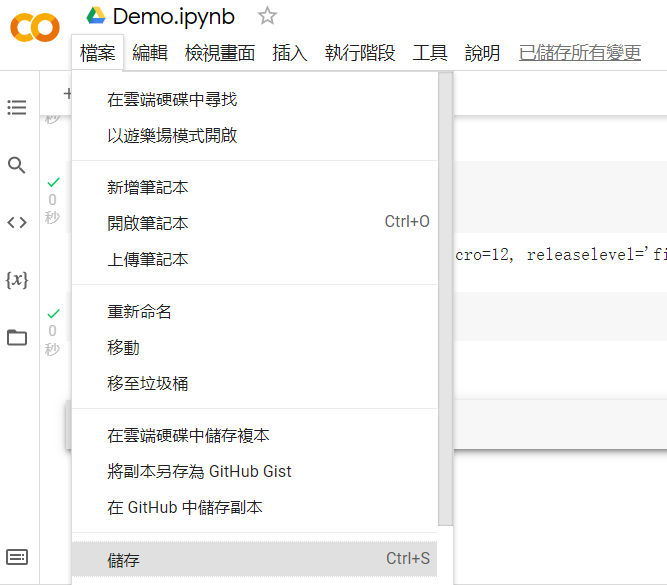 Demo.ipynb
檔案 編輯 檢視畫面 插入 執行階段 工具 說明 已儲存所有變更
+
秒
在雲端硬碟中尋找
以遊樂場模式開啟
0
秒
新增筆記本
開啟筆記本 Ctrl+O
上傳筆記本
cro=12, releaselevel='fi
{x}
重新命名
0
秒
移動
移至垃圾桶
在雲端硬碟中儲存複本
將副本另存為 GitHub Gist
在 GitHub 中儲存副本
儲存 Ctrl+S